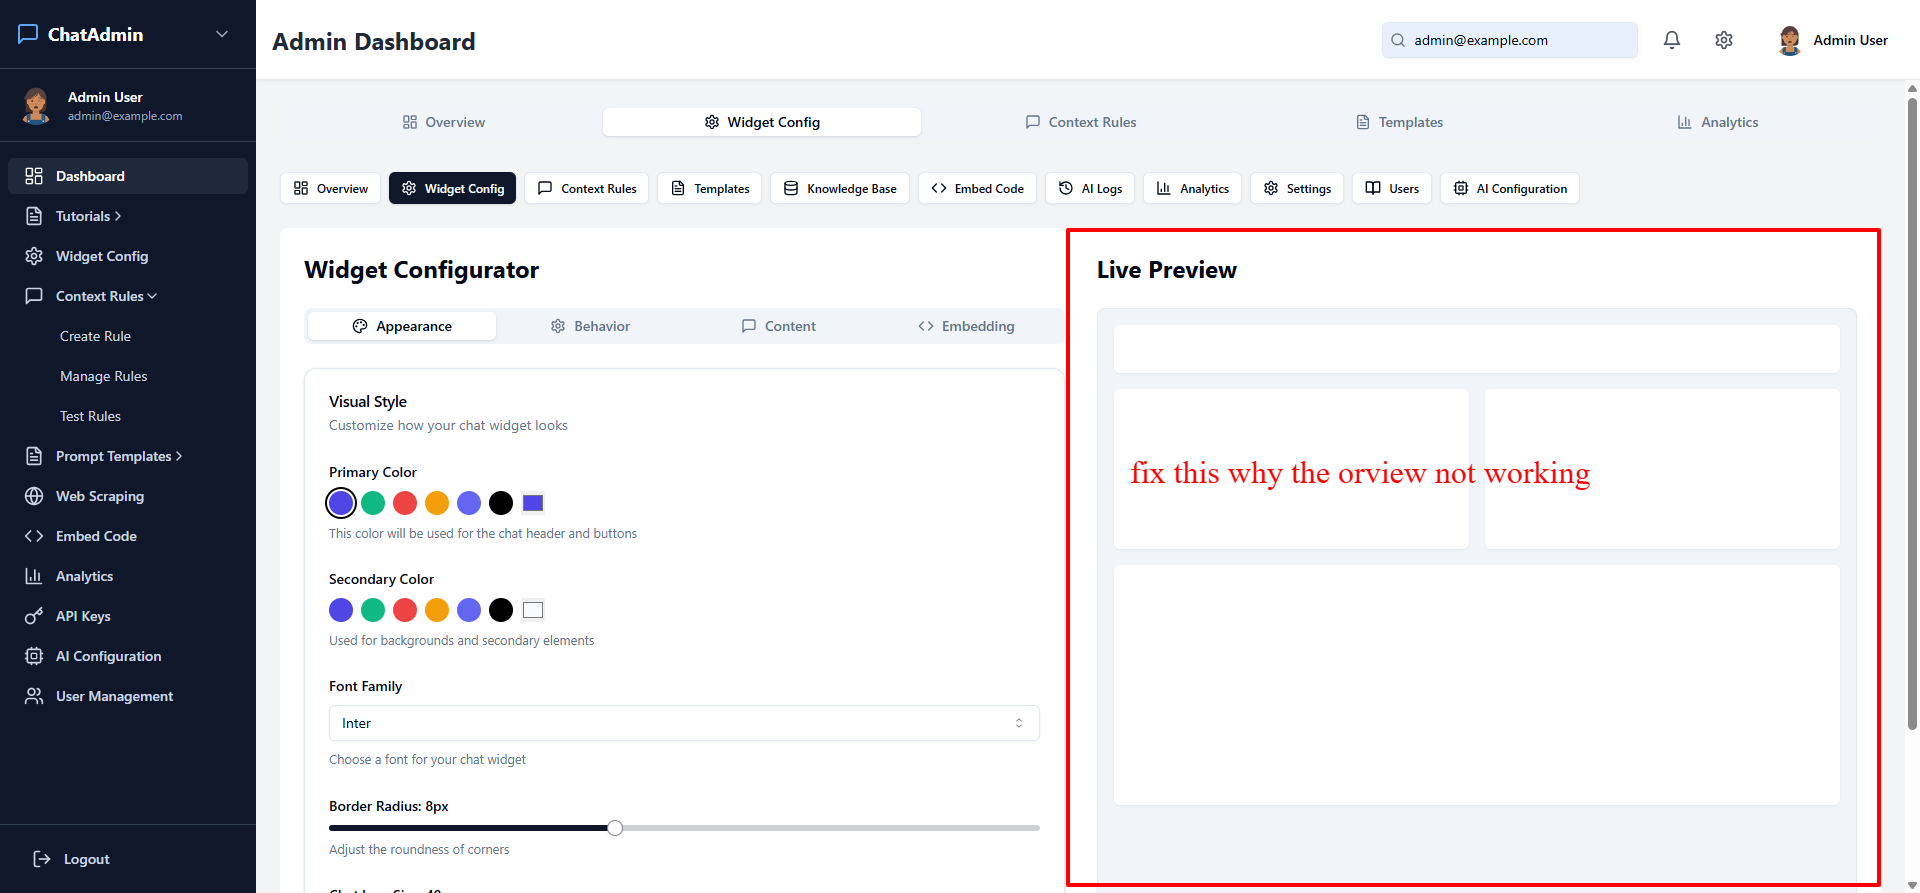 ChatAdmin
Admin User
admin@example.com
Dashboard
Tutorials
Widget Config
Context Rules
Create Rule
Manage Rules
Test Rules
Prompt Templates
Web Scraping
Embed Code
Analytics
API Keys
AI Configuration
User Management
Logout
Admin Dashboard
admin@example.com
Admin User
Overview
Widget Config
Context Rules
Templates
Analytics
Overview
Widget Config
Context Rules
Templates
Knowledge Base
Embed Code
AI Logs
Analytics
Settings
Users
AI Configuration
Widget Configurator
Appearance
Behavior
Content
Embedding
Visual Style
Customize how your chat widget looks
Primary Color
This color will be used for the chat header and buttons
Secondary Color
Used for backgrounds and secondary elements
Font Family
Inter
Choose a font for your chat widget
Border Radius: 8px
Adjust the roundness of corners
Live Preview
fix this why the orview not working